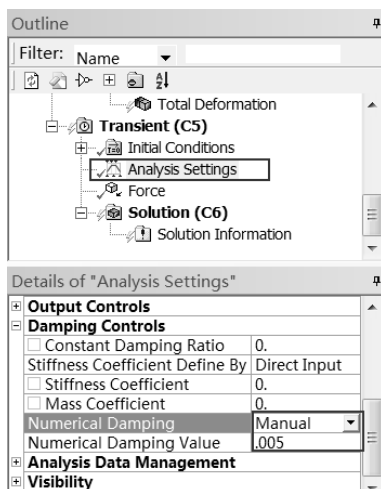 Outline
Filter: Name
Total Deformation
Transient (C5)
Initial Conditions
Analysis Settings
Force
Solution (C6)
Solution Information
Details of "Analysis Settings"
Output Controls
Damping Controls
Constant Damping Ratio 0.
Stiffness Coefficient Define By Direct Input
Stiffness Coefficient 0.
Mass Coefficient 0.
Numerical Damping Manual
Numerical Damping Value .005
Analysis Data Management
Visibility